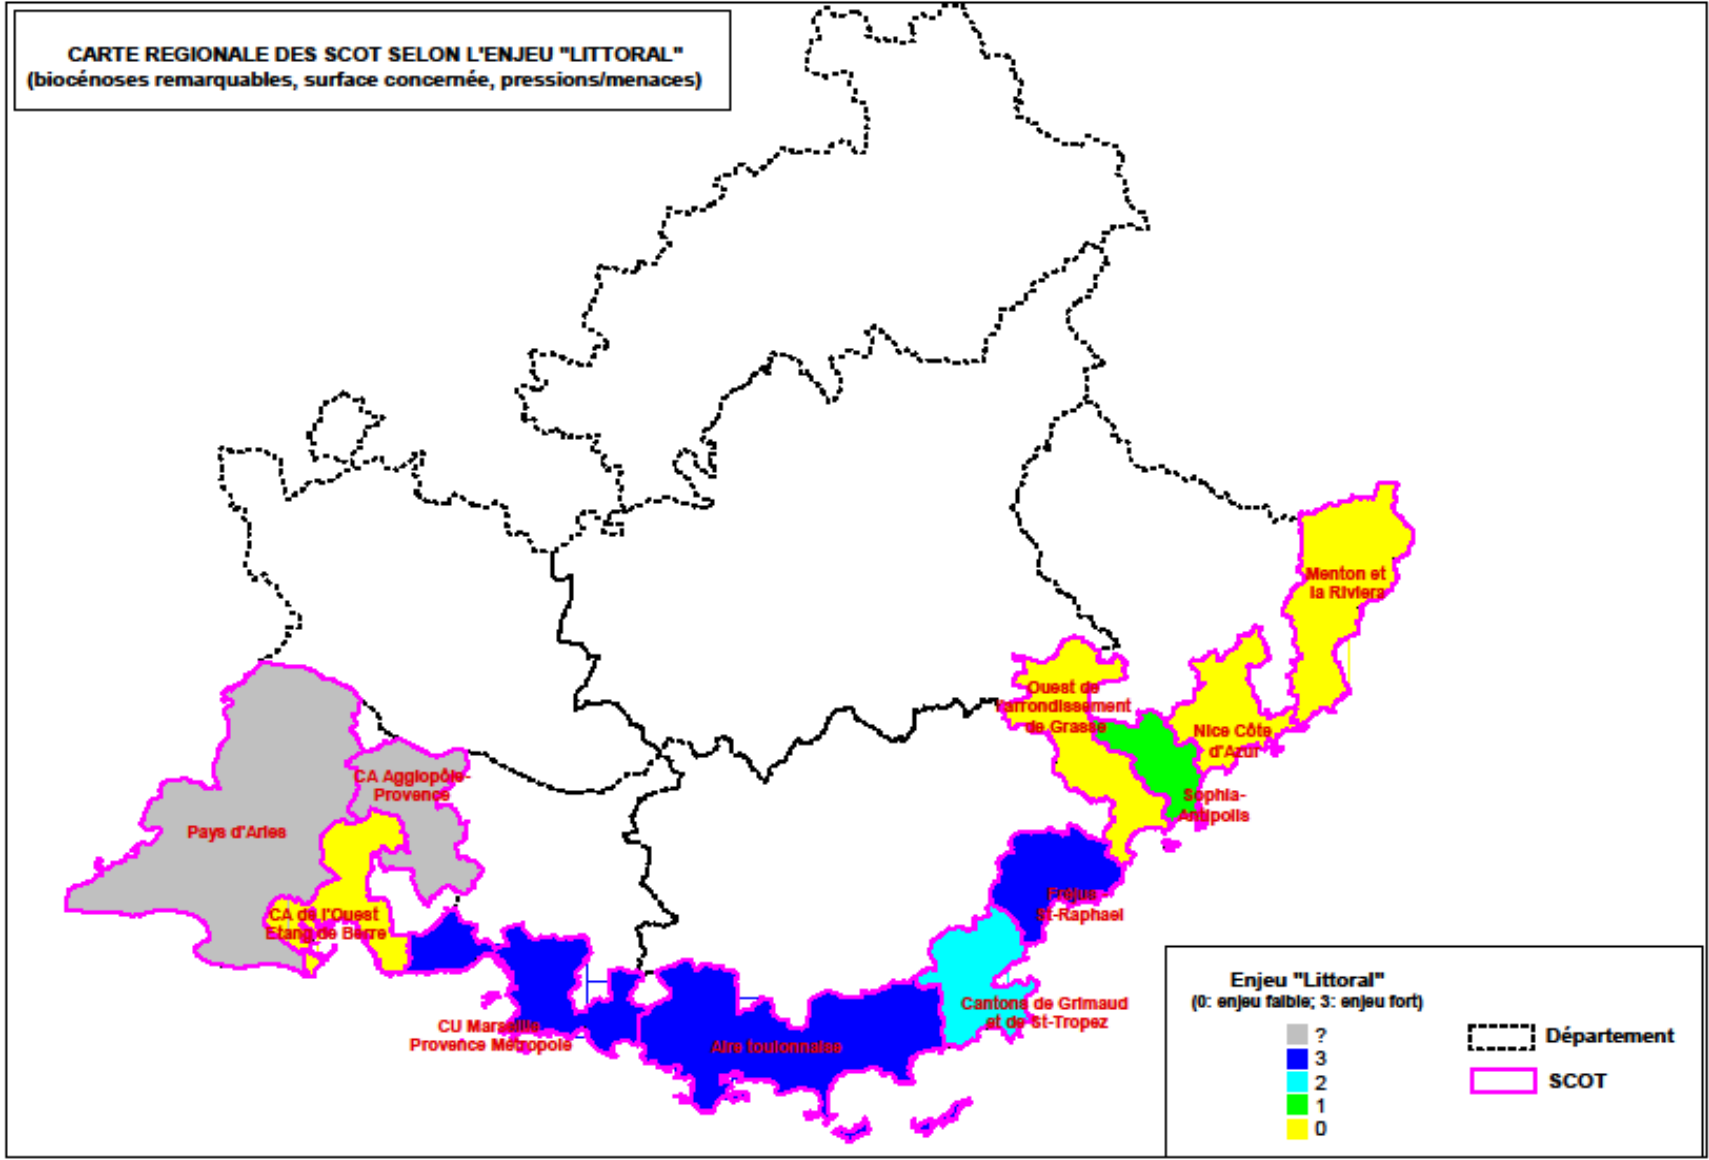 CARTE REGIONALE DES SCOT SELON L'ENJEU "LITTORAL"
(biocénoses remarquables, surface concernée, pressions/menaces)
Menton et
la Riviera
Ouest de
l'arrondissement
de Grasse
Nice Côte
d'Azur
CA Agglopôle-
Provence
Sophia-
Antipolis
Pays d'Arles
Fréjus
St-Raphael
CA de l'Ouest
Etang de Berre
Cantons de Grimaud
et de St-Tropez
CU Marseille
Provence Métropole
Aire toulonnaise
Enjeu "Littoral"
(0: enjeu faible; 3: enjeu fort)
?
3
2
1
0
Département
SCOT